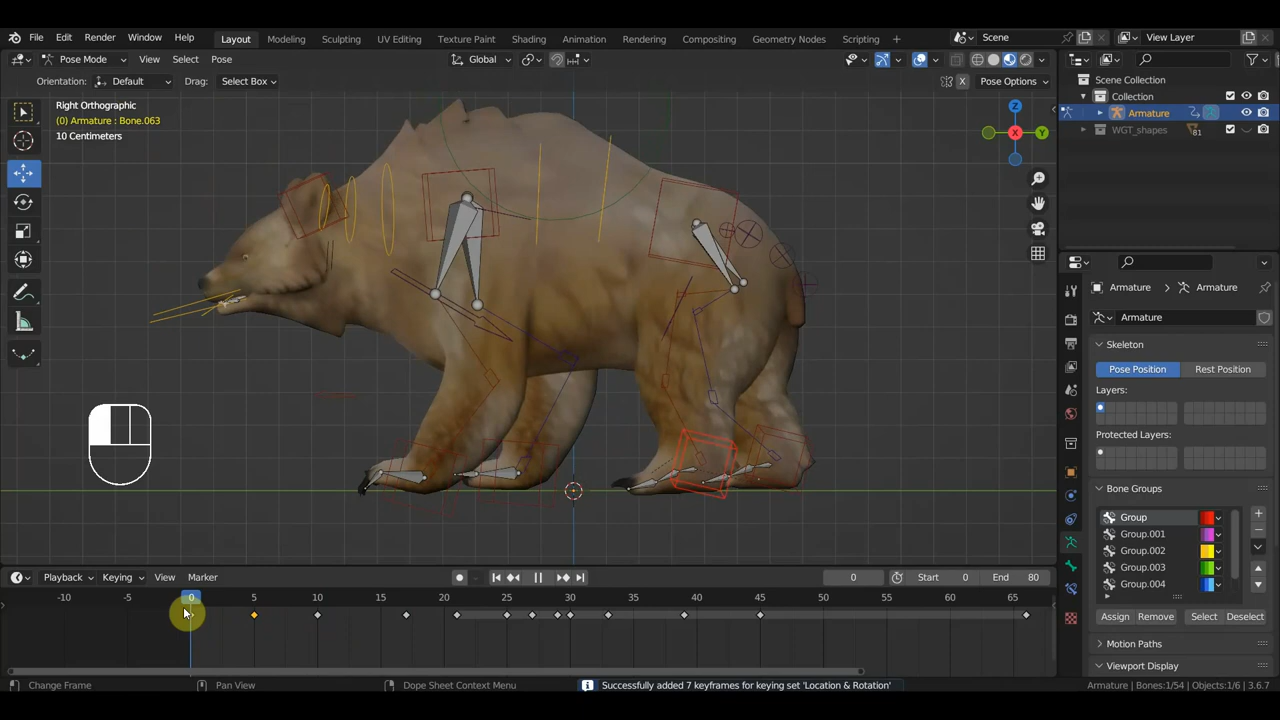 File Edit Render Window Help Layout Modeling Sculpting UV Editing Texture Paint Shading Animation Rendering Compositing Geometry Nodes Scripting + Scene View Layer
Pose Mode View Select Pose Global
Orientation: Default Drag: Select Box X Pose Options
Right Orthographic
(0) Armature : Bone.063
10 Centimeters
Z
X
Y
Scene Collection
Collection
Armature
WGT_shapes 81
Armature Armature
Armature
Skeleton
Pose Position Rest Position
Layers:
Protected Layers:
Bone Groups
Group
Group.001
Group.002
Group.003
Group.004
Assign Remove Select Deselect
Motion Paths
Viewport Display
Playback Keying View Marker 0 Start 0 End 80
-10 -5 0 5 10 15 20 25 30 35 40 45 50 55 60 65
Change Frame Pan View Dope Sheet Context Menu Successfully added 7 keyframes for keying set 'Location & Rotation' Armature | Bones:1/54 | Objects:1/6 | 3.6.7